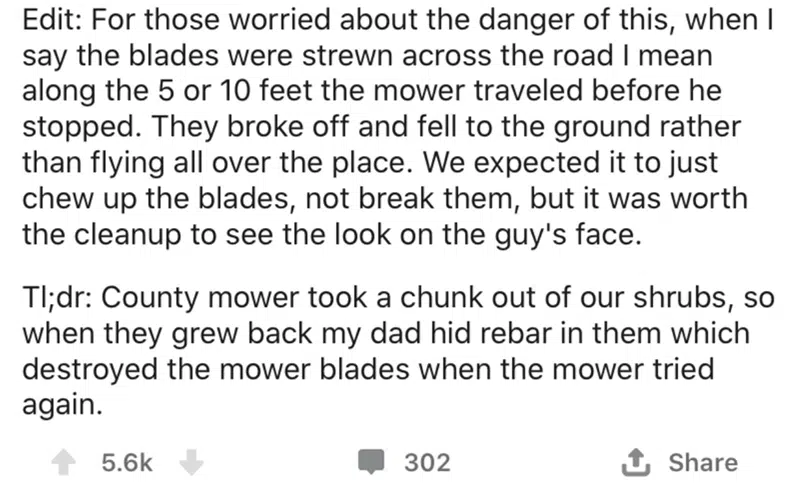 Edit: For those worried about the danger of this, when I
say the blades were strewn across the road I mean
along the 5 or 10 feet the mower traveled before he
stopped. They broke off and fell to the ground rather
than flying all over the place. We expected it to just
chew up the blades, not break them, but it was worth
the cleanup to see the look on the guy's face.
Tl;dr: County mower took a chunk out of our shrubs, so
when they grew back my dad hid rebar in them which
destroyed the mower blades when the mower tried
again.
5.6k 302 Share